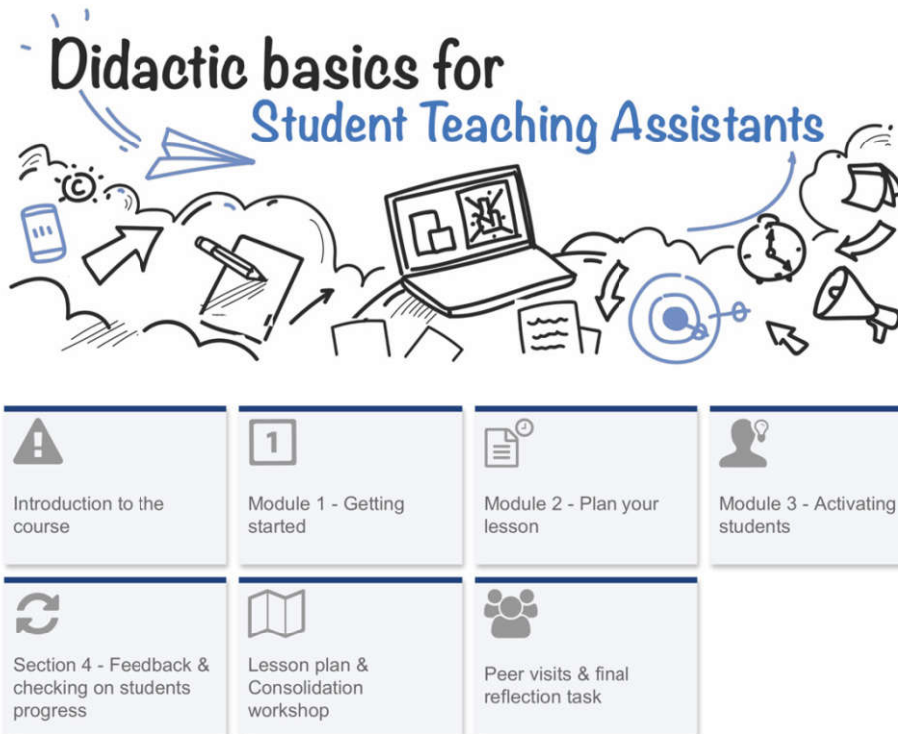 Didactic basics for
Student Teaching Assistants
©
1
Introduction to the
course
Module 1 - Getting
started
Module 2 - Plan your
lesson
Module 3 - Activating
students
Section 4 - Feedback &
checking on students
progress
Lesson plan &
Consolidation
workshop
Peer visits & final
reflection task